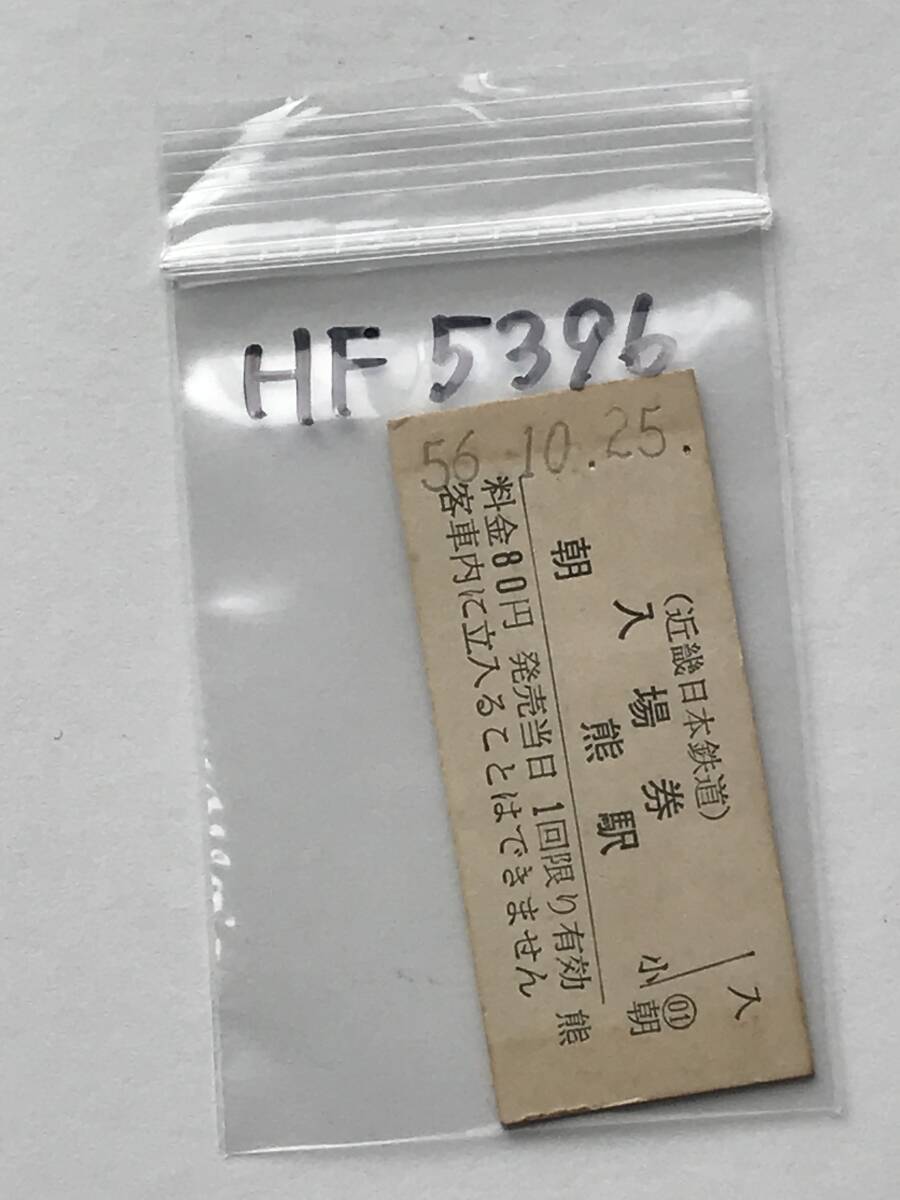 HF 5396
56.10.25.
(近畿日本鉄道)
入場券
朝熊駅
料金80円 発売当日1回限り有効
客車内に立入ることはできません
入
小
01
朝
熊